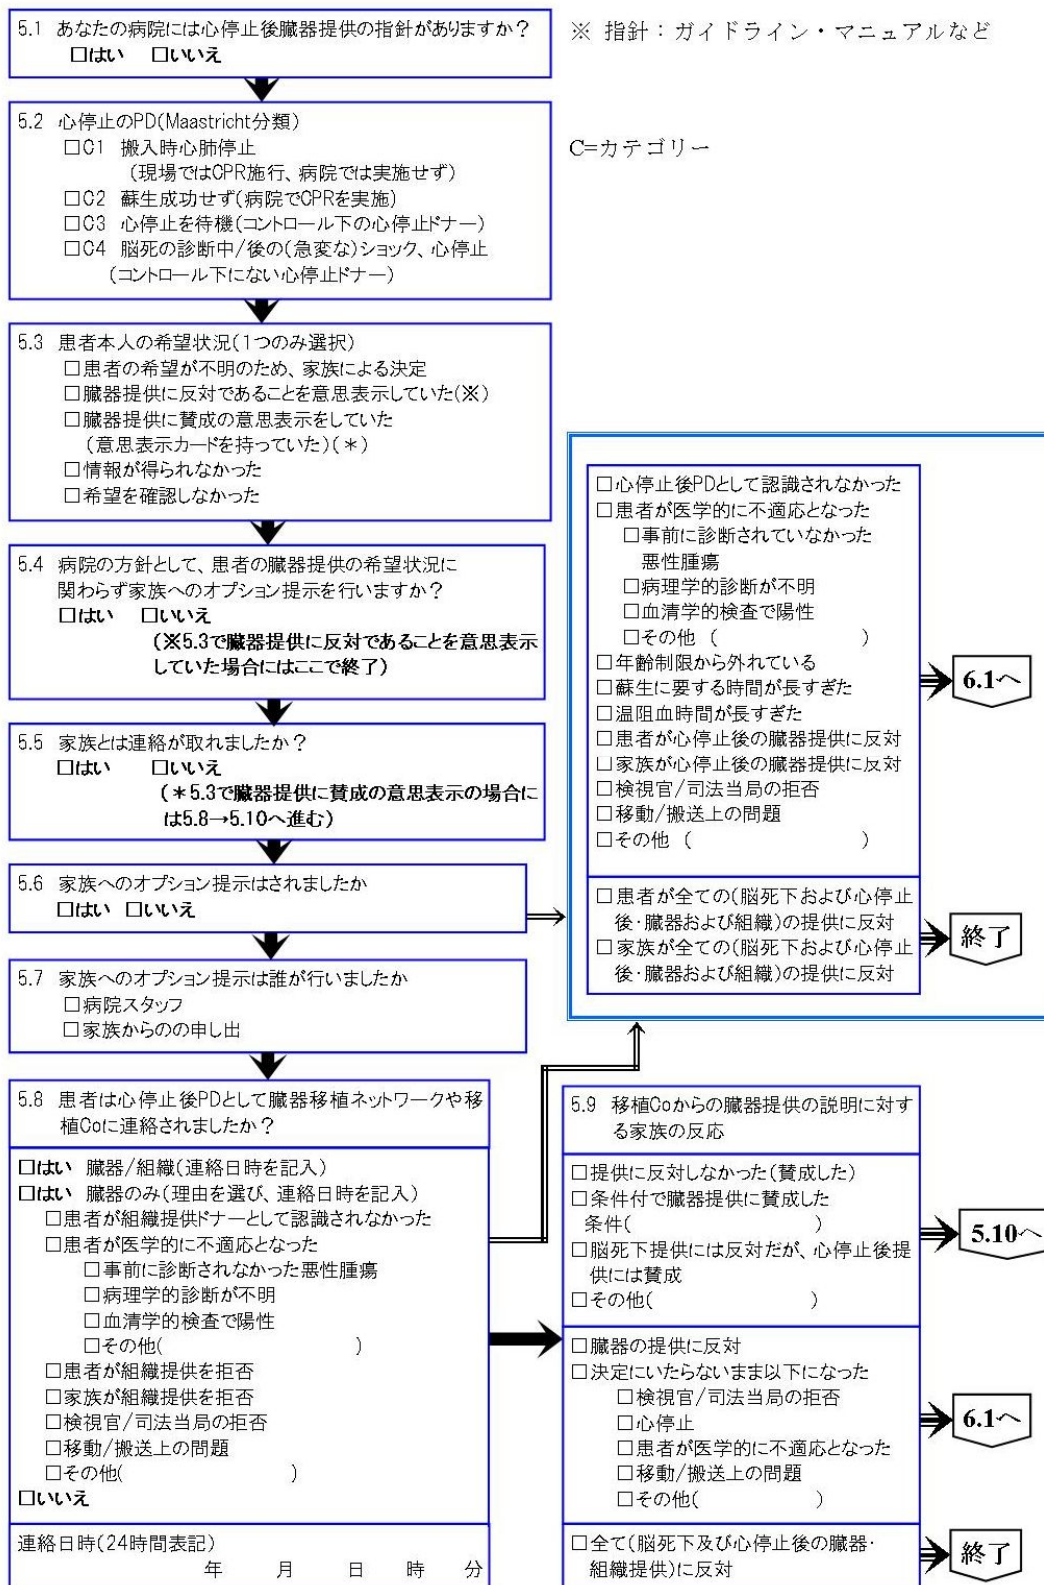 5.1 あなたの病院には心停止後臓器提供の指針がありますか？
□はい □いいえ
※ 指針：ガイドライン・マニュアルなど
5.2 心停止のPD(Maastricht分類)
□C1 搬入時心肺停止
(現場ではCPR施行、病院では実施せず)
□C2 蘇生成功せず(病院でCPRを実施)
□C3 心停止を待機(コントロール下の心停止ドナー)
□C4 脳死の診断中/後の(急変な)ショック、心停止
(コントロール下にない心停止ドナー)
C=カテゴリー
5.3 患者本人の希望状況(1つのみ選択)
□患者の希望が不明のため、家族による決定
□臓器提供に反対であることを意思表示していた(※)
□臓器提供に賛成の意思表示をしていた
(意思表示カードを持っていた)(＊)
□情報が得られなかった
□希望を確認しなかった
5.4 病院の方針として、患者の臓器提供の希望状況に
関わらず家族へのオプション提示を行いますか？
□はい □いいえ
(※5.3で臓器提供に反対であることを意思表示
していた場合にはここで終了)
5.5 家族とは連絡が取れましたか？
□はい □いいえ
(＊5.3で臓器提供に賛成の意思表示の場合に
は5.8→5.10へ進む)
5.6 家族へのオプション提示はされましたか
□はい □いいえ
5.7 家族へのオプション提示は誰が行いましたか
□病院スタッフ
□家族からのの申し出
□心停止後PDとして認識されなかった
□患者が医学的に不適応となった
□事前に診断されていなかった
悪性腫瘍
□病理学的診断が不明
□血清学的検査で陽性
□その他 ( )
□年齢制限から外れている
□蘇生に要する時間が長すぎた
□温阻血時間が長すぎた
□患者が心停止後の臓器提供に反対
□家族が心停止後の臓器提供に反対
□検視官/司法当局の拒否
□移動/搬送上の問題
□その他 ( )
6.1へ
□患者が全ての(脳死下および心停止
後・臓器および組織)の提供に反対
□家族が全ての(脳死下および心停止
後・臓器および組織)の提供に反対
終了
5.8 患者は心停止後PDとして臓器移植ネットワークや移
植Coに連絡されましたか？
□はい 臓器/組織(連絡日時を記入)
□はい 臓器のみ(理由を選び、連絡日時を記入)
□患者が組織提供ドナーとして認識されなかった
□患者が医学的に不適応となった
□事前に診断されなかった悪性腫瘍
□病理学的診断が不明
□血清学的検査で陽性
□その他( )
□患者が組織提供を拒否
□家族が組織提供を拒否
□検視官/司法当局の拒否
□移動/搬送上の問題
□その他( )
□いいえ
連絡日時(24時間表記)
年 月 日 時 分
5.9 移植Coからの臓器提供の説明に対す
る家族の反応
□提供に反対しなかった(賛成した)
□条件付で臓器提供に賛成した
条件( )
□脳死下提供には反対だが、心停止後提
供には賛成
□その他( )
5.10へ
□臓器の提供に反対
□決定にいたらないまま以下になった
□検視官/司法当局の拒否
□心停止
□患者が医学的に不適応となった
□移動/搬送上の問題
□その他( )
6.1へ
□全て(脳死下及び心停止後の臓器・
組織提供)に反対
終了